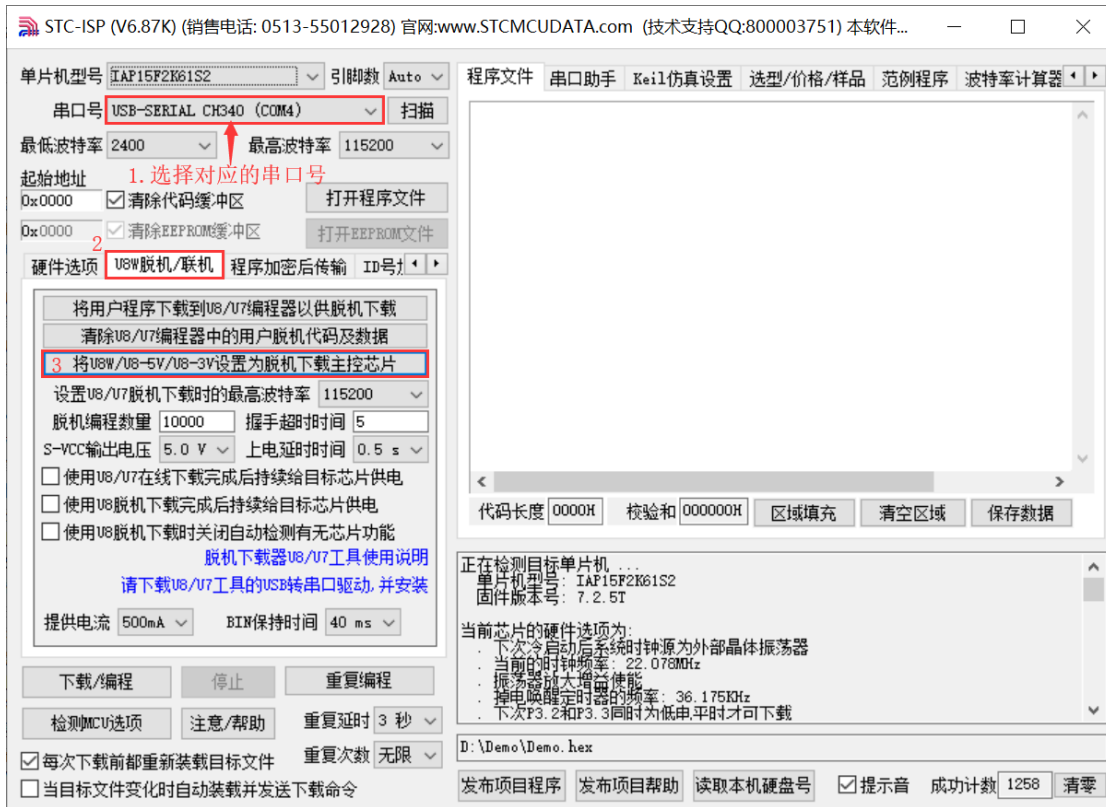 STC-ISP (V6.87K) (销售电话: 0513-55012928) 官网:www.STCMCUDATA.com (技术支持QQ:800003751) 本软件...
单片机型号 IAP15F2K61S2 引脚数 Auto
串口号 USB-SERIAL CH340 (COM4) 扫描
最低波特率 2400 最高波特率 115200
1.选择对应的串口号
起始地址
0x0000 清除代码缓冲区 打开程序文件
0x0000 清除EEPROM缓冲区 打开EEPROM文件
2
硬件选项 U8W脱机/联机 程序加密后传输 ID号
将用户程序下载到U8/U7编程器以供脱机下载
清除U8/U7编程器中的用户脱机代码及数据
3 将U8W/U8-5V/U8-3V设置为脱机下载主控芯片
设置U8/U7脱机下载时的最高波特率 115200
脱机编程数量 10000 握手超时时间 5
S-VCC输出电压 5.0 V 上电延时时间 0.5 s
使用U8/U7在线下载完成后持续给目标芯片供电
使用U8脱机下载完成后持续给目标芯片供电
使用U8脱机下载时关闭自动检测有无芯片功能
脱机下载器U8/U7工具使用说明
请下载U8/U7工具的USB转串口驱动,并安装
提供电流 500mA BIN保持时间 40 ms
下载/编程 停止 重复编程
检测MCU选项 注意/帮助 重复延时 3 秒
每次下载前都重新装载目标文件 重复次数 无限
当目标文件变化时自动装载并发送下载命令
程序文件 串口助手 Keil仿真设置 选型/价格/样品 范例程序 波特率计算器
代码长度 0000H 校验和 000000H 区域填充 清空区域 保存数据
正在检测目标单片机 ...
单片机型号: IAP15F2K61S2
固件版本号: 7.2.5T
当前芯片的硬件选项为:
. 下次冷启动后系统时钟源为外部晶体振荡器
. 当前的时钟频率: 22.078MHz
. 振荡器放大增益使能
. 掉电唤醒定时器的频率: 36.175KHz
. 下次P3.2和P3.3同时为低电平时才可下载
D:\Demo\Demo.hex
发布项目程序 发布项目帮助 读取本机硬盘号 提示音 成功计数 1258 清零